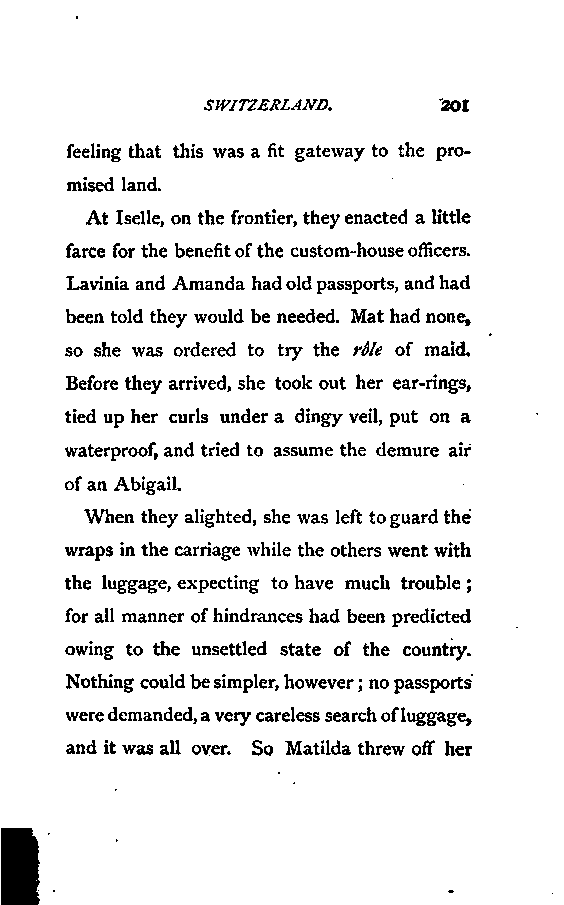 SWITZERLAND. 201
feeling that this was a fit gateway to the pro-
mised land.
At Iselle, on the frontier, they enacted a little
farce for the benefit of the custom-house officers.
Lavinia and Amanda had old passports, and had
been told they would be needed. Mat had none,
so she was ordered to try the rôle of maid.
Before they arrived, she took out her ear-rings,
tied up her curls under a dingy veil, put on a
waterproof, and tried to assume the demure air
of an Abigail.
When they alighted, she was left to guard the
wraps in the carriage while the others went with
the luggage, expecting to have much trouble ;
for all manner of hindrances had been predicted
owing to the unsettled state of the country.
Nothing could be simpler, however ; no passports
were demanded, a very careless search of luggage,
and it was all over. So Matilda threw off her